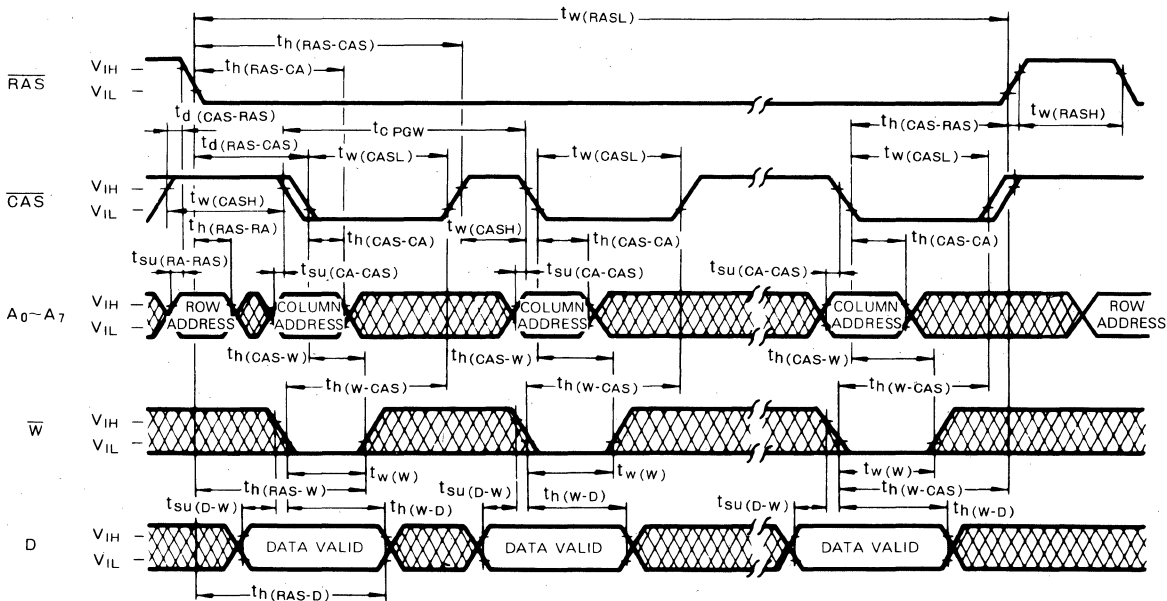 tw(RASL)
th(RAS-CAS)
th(RAS-CA)
RAS
VIH
VIL
td(CAS-RAS)
tc PGW
th(CAS-RAS)
tw(RASH)
td(RAS-CAS)
tw(CASL)
tw(CASL)
tw(CASL)
CAS
VIH
VIL
tw(CASH)
th(RAS-RA)
tw(CASH)
th(CAS-CA)
th(CAS-CA)
th(CAS-CA)
tsu(RA-RAS)
tsu(CA-CAS)
tsu(CA-CAS)
tsu(CA-CAS)
A0~A7
VIH
VIL
ROW ADDRESS
COLUMN ADDRESS
COLUMN ADDRESS
COLUMN ADDRESS
ROW ADDRESS
th(CAS-W)
th(CAS-W)
th(CAS-W)
th(W-CAS)
th(W-CAS)
th(W-CAS)
W
VIH
VIL
tw(W)
tw(W)
tw(W)
th(RAS-W)
th(W-CAS)
tsu(D-W)
th(W-D)
tsu(D-W)
th(W-D)
tsu(D-W)
th(W-D)
D
VIH
VIL
DATA VALID
DATA VALID
DATA VALID
th(RAS-D)